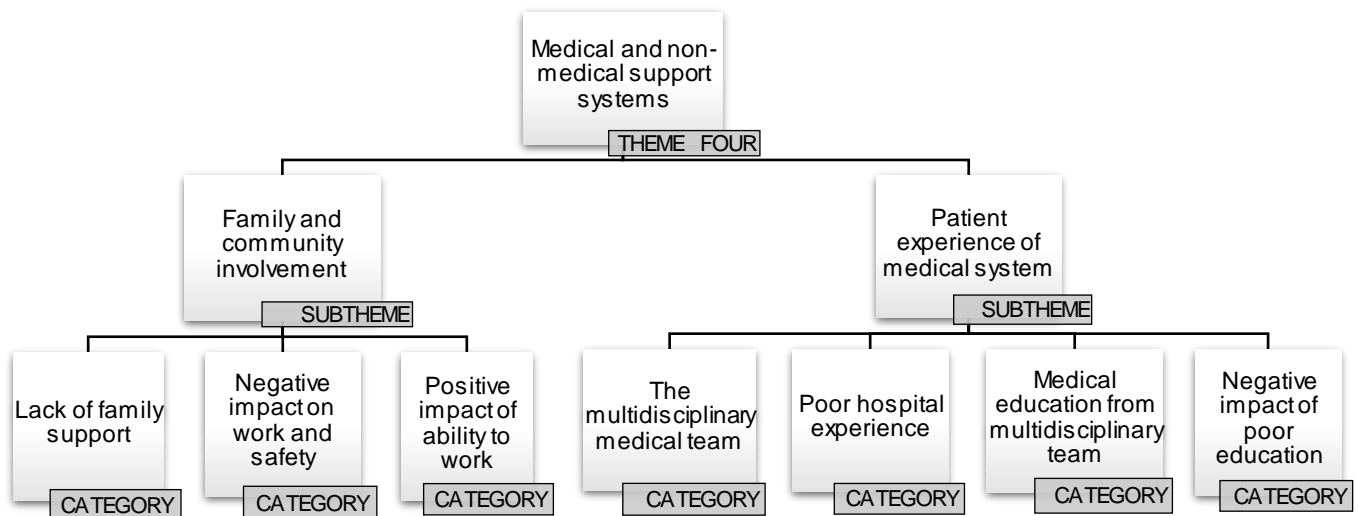 Medical and non-
medical support
systems
THEME FOUR
Family and
community
involvement
SUBTHEME
Patient
experience of
medical system
SUBTHEME
Lack of family
support
CATEGORY
Negative
impact on
work and
safety
CATEGORY
Positive
impact of
ability to
work
CATEGORY
The
multidisciplinary
medical team
CATEGORY
Poor hospital
experience
CATEGORY
Medical
education from
multidisciplinary
team
CATEGORY
Negative
impact of
poor
education
CATEGORY